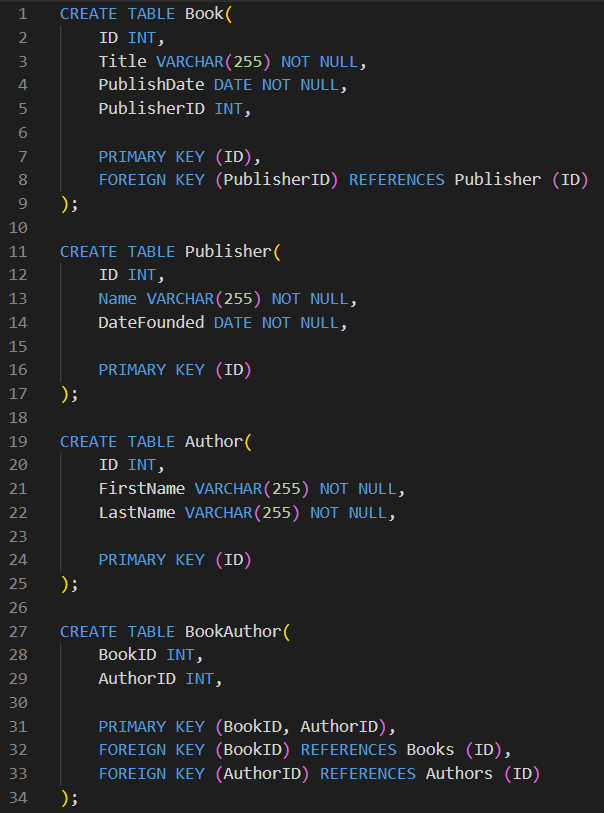 1 CREATE TABLE Book(
2 ID INT,
3 Title VARCHAR(255) NOT NULL,
4 PublishDate DATE NOT NULL,
5 PublisherID INT,
6
7 PRIMARY KEY (ID),
8 FOREIGN KEY (PublisherID) REFERENCES Publisher (ID)
9 );
10
11 CREATE TABLE Publisher(
12 ID INT,
13 Name VARCHAR(255) NOT NULL,
14 DateFounded DATE NOT NULL,
15
16 PRIMARY KEY (ID)
17 );
18
19 CREATE TABLE Author(
20 ID INT,
21 FirstName VARCHAR(255) NOT NULL,
22 LastName VARCHAR(255) NOT NULL,
23
24 PRIMARY KEY (ID)
25 );
26
27 CREATE TABLE BookAuthor(
28 BookID INT,
29 AuthorID INT,
30
31 PRIMARY KEY (BookID, AuthorID),
32 FOREIGN KEY (BookID) REFERENCES Books (ID),
33 FOREIGN KEY (AuthorID) REFERENCES Authors (ID)
34 );